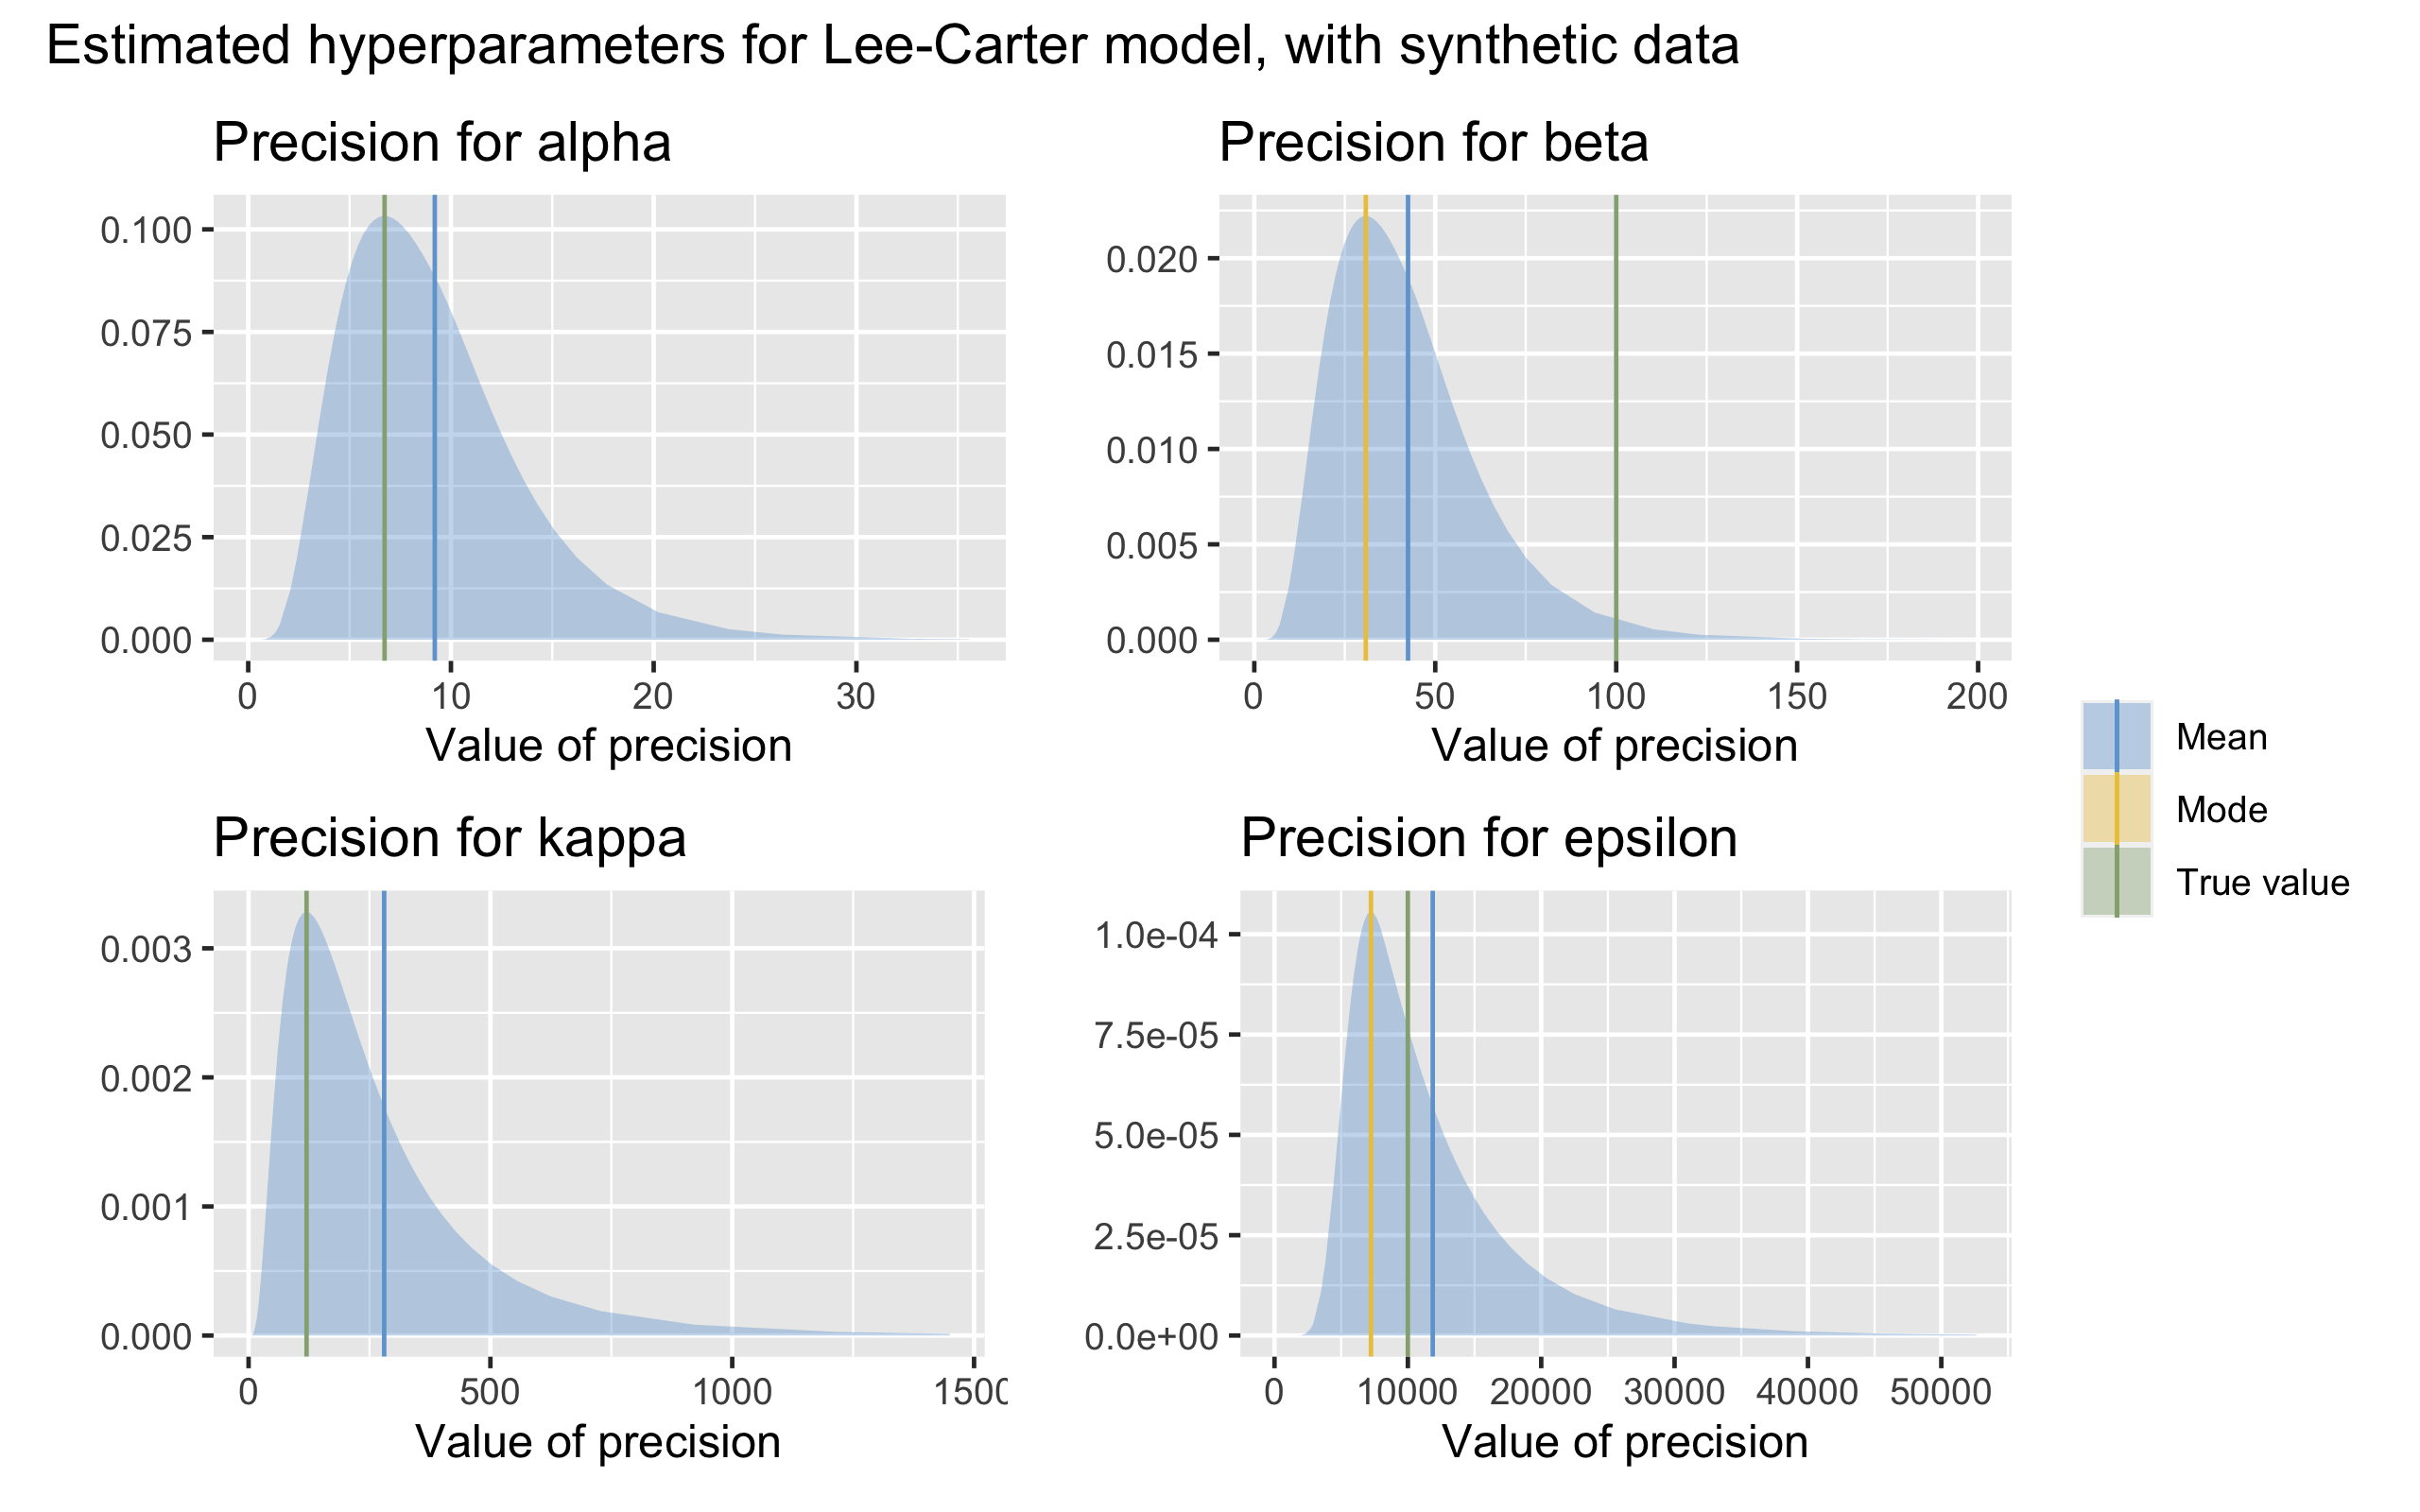 Estimated hyperparameters for Lee-Carter model, with synthetic data
Precision for alpha
0.100
0.075
0.050
0.025
0.000
0 10 20 30
Value of precision
Precision for beta
0.020
0.015
0.010
0.005
0.000
0 50 100 150 200
Value of precision
Precision for kappa
0.003
0.002
0.001
0.000
0 500 1000 1500
Value of precision
Precision for epsilon
1.0e-04
7.5e-05
5.0e-05
2.5e-05
0.0e+00
0 10000 20000 30000 40000 50000
Value of precision
Mean
Mode
True value